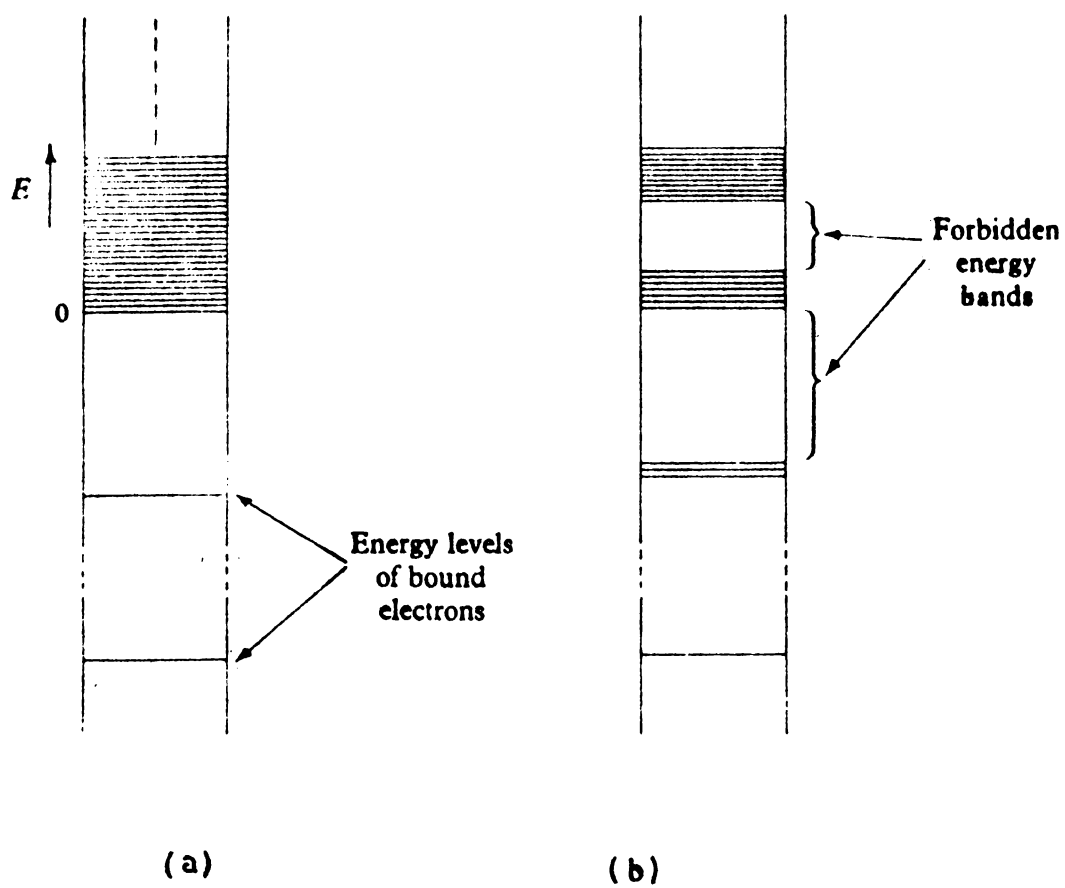 E
0
Energy levels
of bound
electrons
Forbidden
energy
bands
(a)
(b)